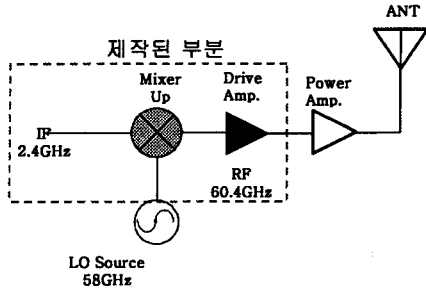 ANT
제작된 부분
Mixer
Up
Drive
Amp.
Power
Amp.
IF
2.4GHz
RF
60.4GHz
LO Source
58GHz